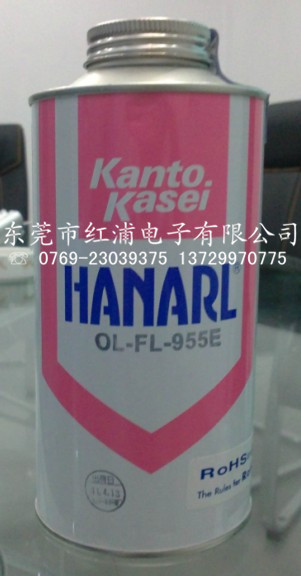 Kanto
Kasei
东莞市红浦电子有限公司
☏ 0769-23039375 13729970775
HANARL®
OL-FL-955E
RoHS
The Rules for